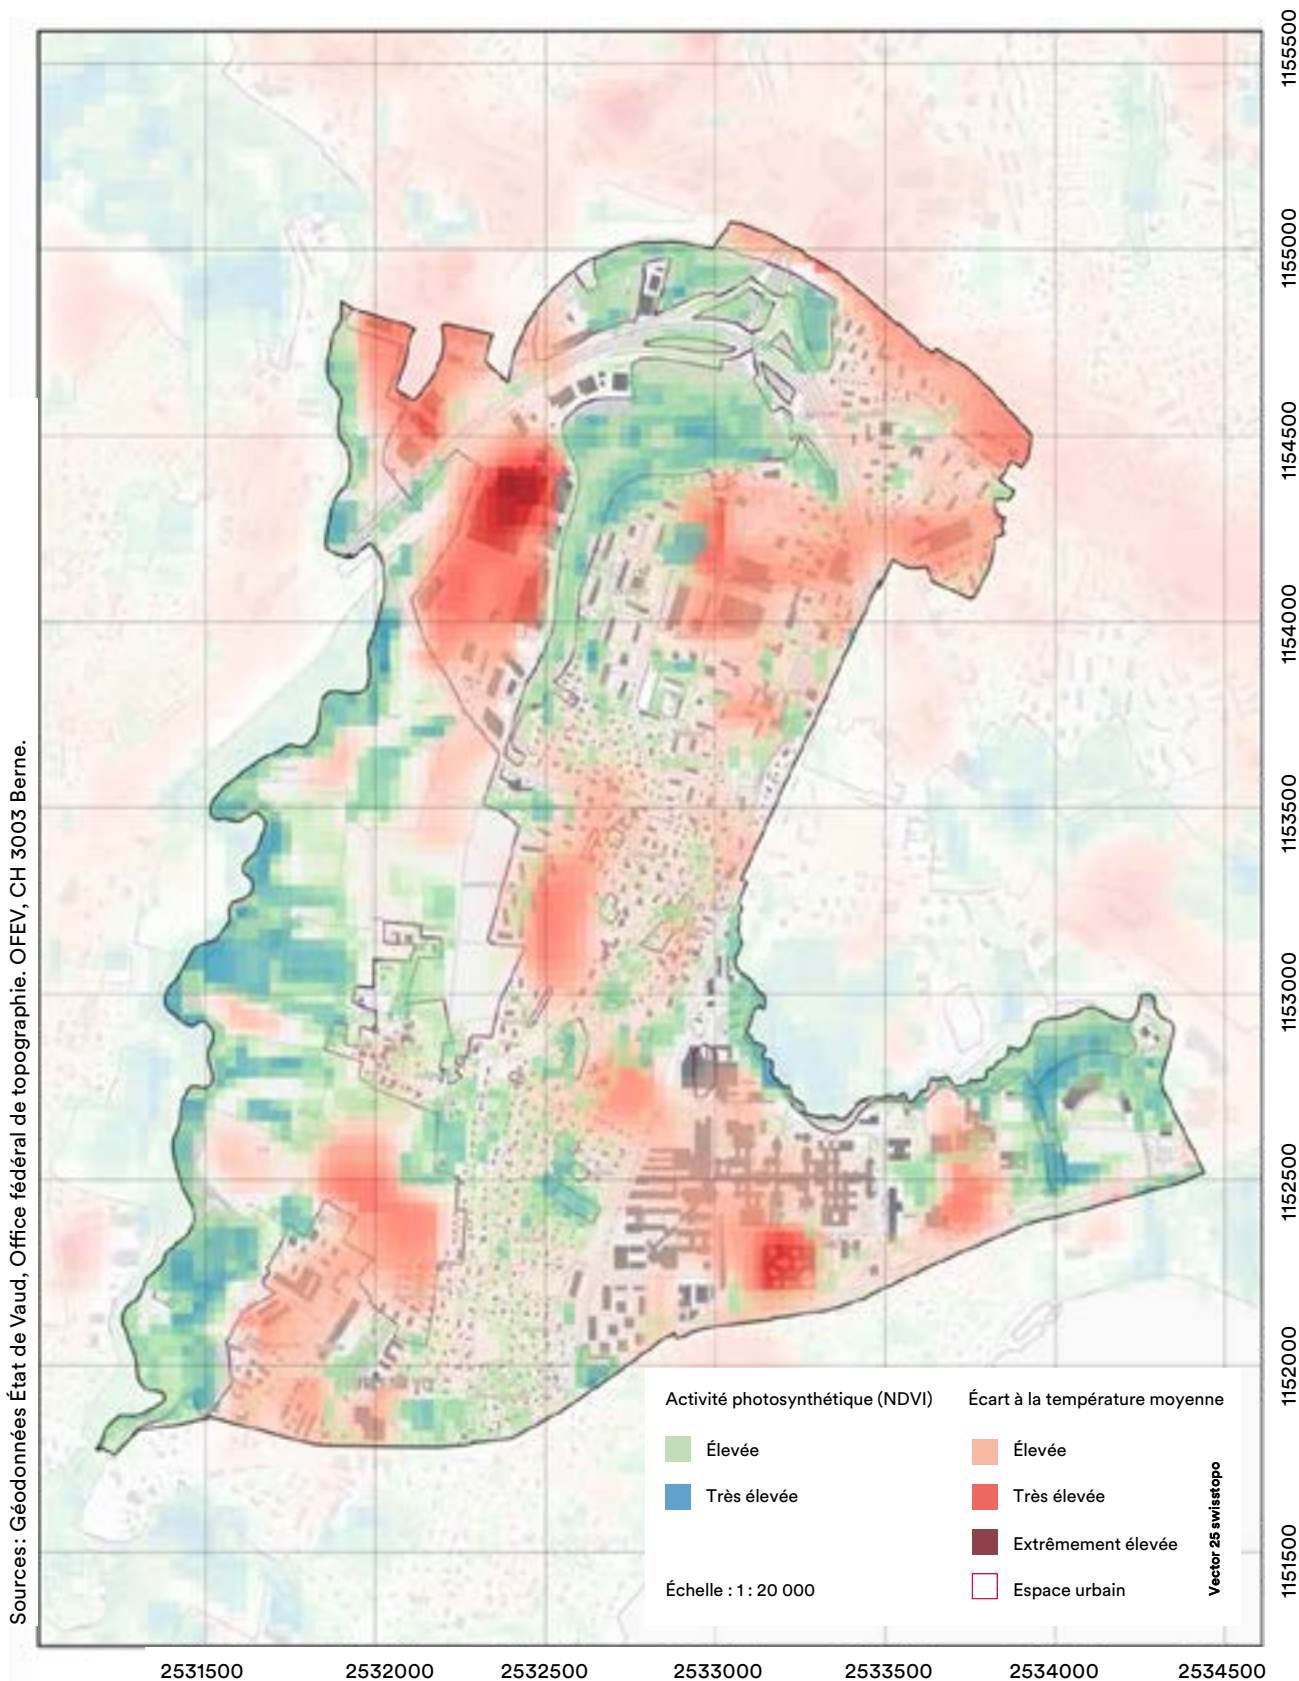 1155500
1155000
1154500
1154000
1153500
1153000
1152500
1152000
1151500
Sources : Géodonnées État de Vaud, Office fédéral de topographie. OFEV, CH 3003 Berne.
Activité photosynthétique (NDVI)
Élevée
Très élevée
Échelle : 1 : 20 000
Écart à la température moyenne
Élevée
Très élevée
Extrêmement élevée
Espace urbain
Vector 25 swisstopo
2531500 2532000 2532500 2533000 2533500 2534000 2534500